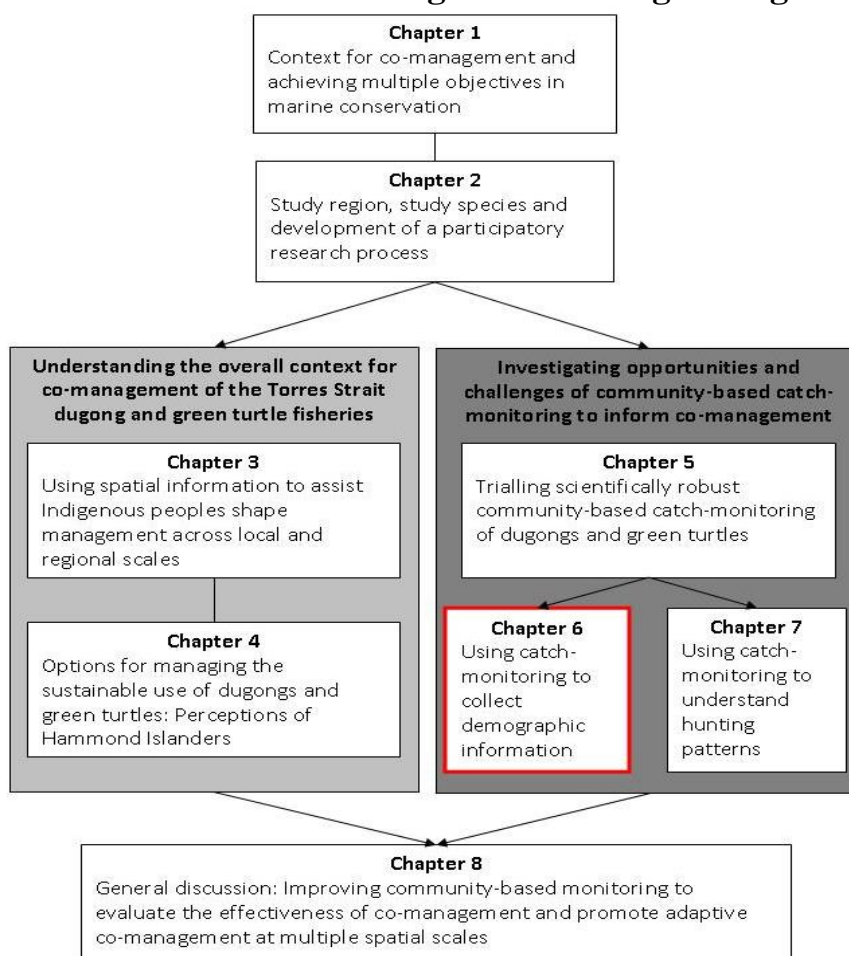 Chapter 1
Context for co-management and
achieving multiple objectives in
marine conservation
Chapter 2
Study region, study species and
development of a participatory
research process
Understanding the overall context for
co-management of the Torres Strait
dugong and green turtle fisheries
Chapter 3
Using spatial information to assist
Indigenous peoples shape
management across local and
regional scales
Chapter 4
Options for managing the
sustainable use of dugongs and
green turtles: Perceptions of
Hammond Islanders
Investigating opportunities and
challenges of community-based catch-
monitoring to inform co-management
Chapter 5
Trialling scientifically robust
community-based catch-monitoring
of dugongs and green turtles
Chapter 6
Using catch-
monitoring to
collect
demographic
information
Chapter 7
Using catch-
monitoring to
understand
hunting
patterns
Chapter 8
General discussion: Improving community-based monitoring to
evaluate the effectiveness of co-management and promote adaptive
co-management at multiple spatial scales